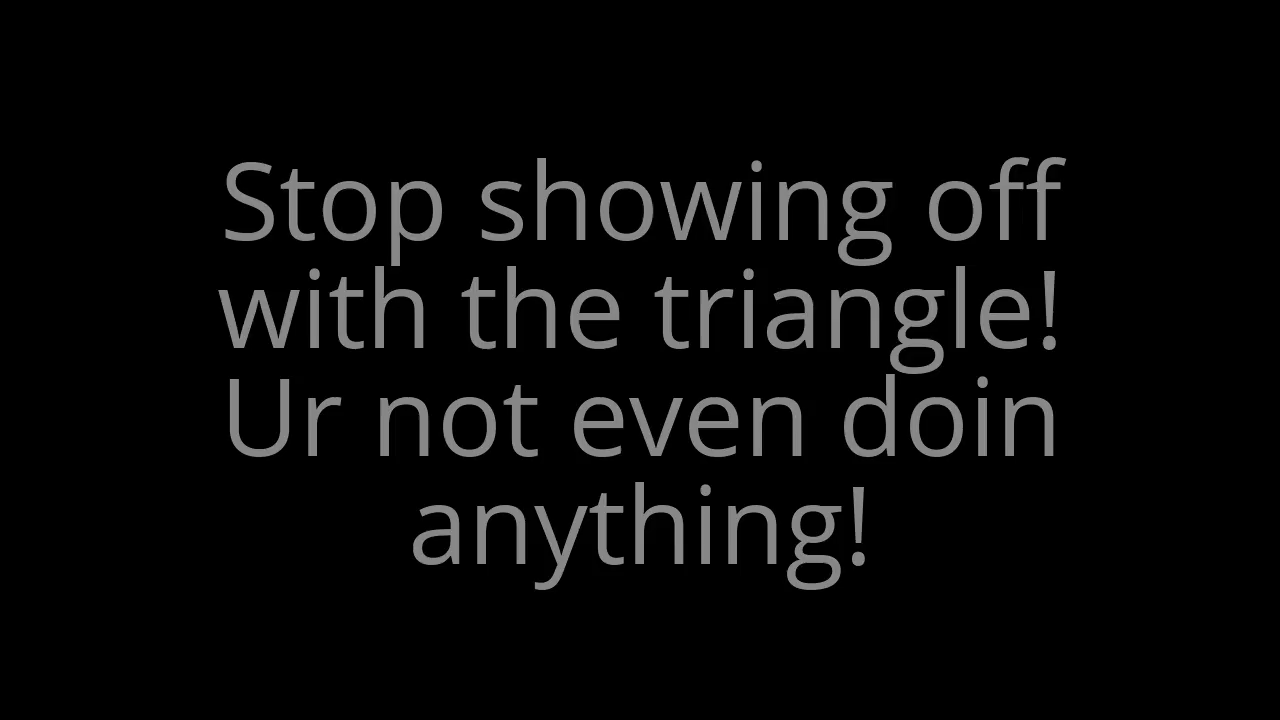 Stop showing off
with the triangle!
Ur not even doin
anything!